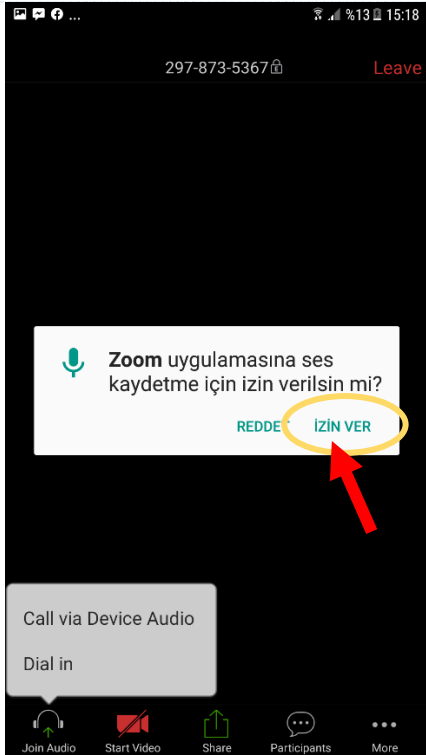 ... %13 15:18
297-873-5367 Leave
Zoom uygulamasına ses
kaydetme için izin verilsin mi?
REDDET İZİN VER
Call via Device Audio
Dial in
Join Audio Start Video Share Participants More